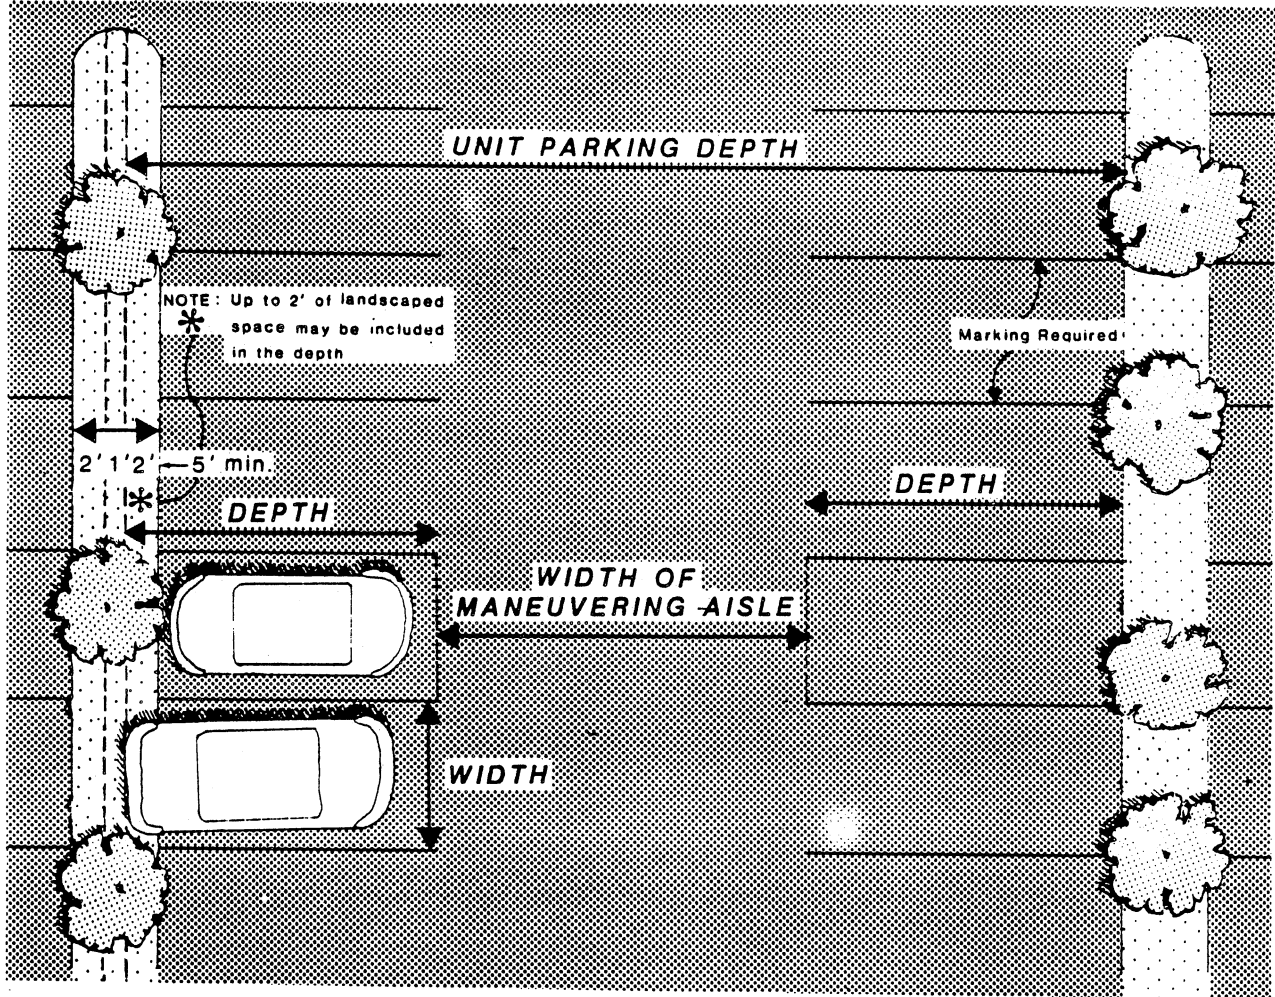 UNIT PARKING DEPTH
NOTE: Up to 2' of landscaped
* space may be included
in the depth
Marking Required
2' 1' 2' 5' min.
*
DEPTH
DEPTH
WIDTH OF
MANEUVERING AISLE
WIDTH